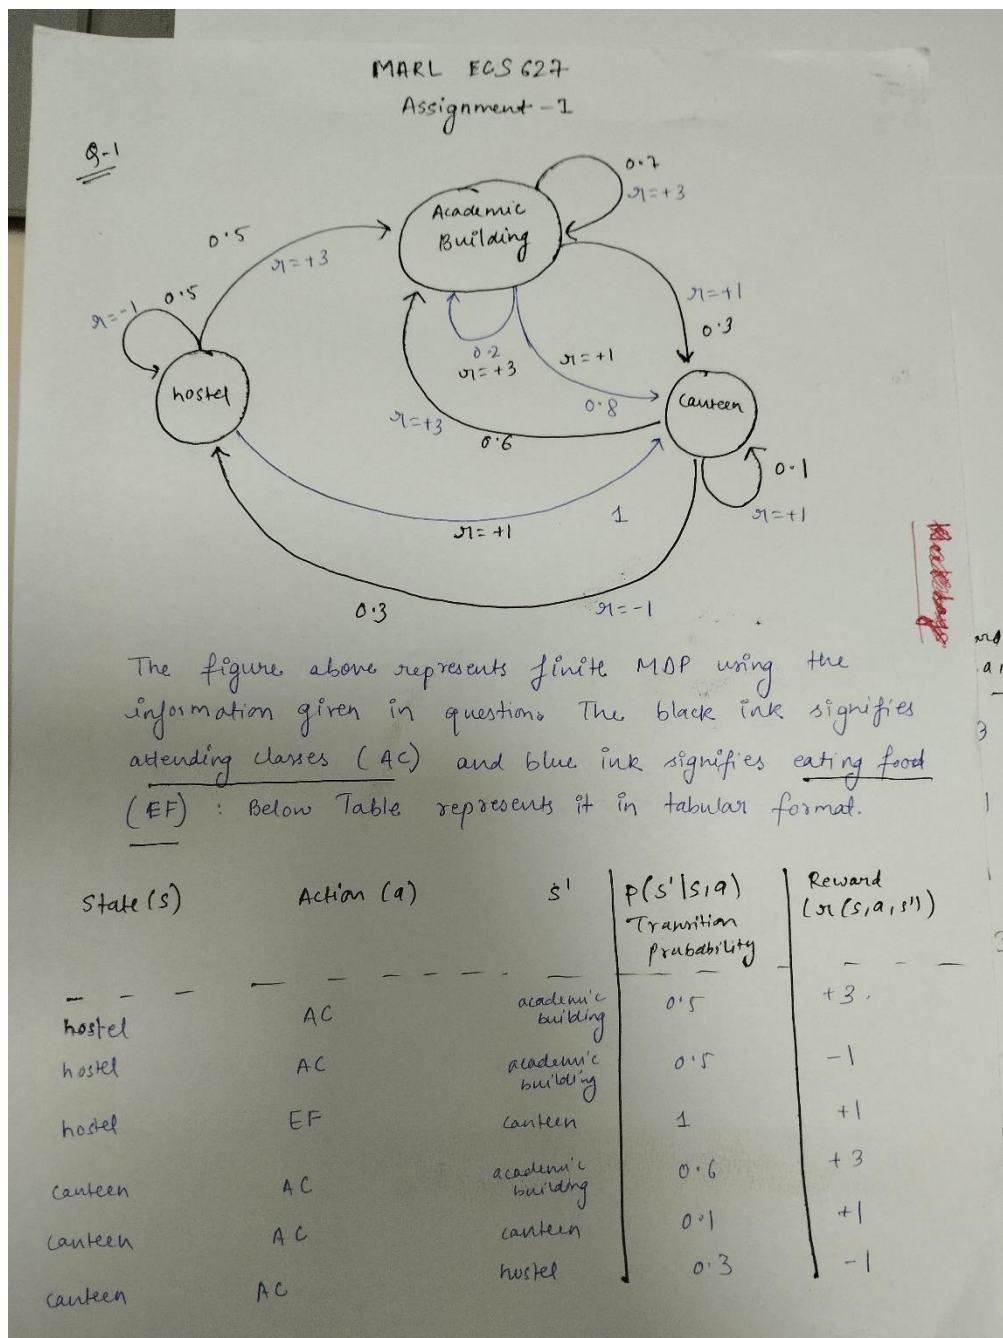 MARL ECS 627
Assignment - 1
Q-1
0.7
r=+3
Academic
Building
0.5
r=+3
0.5
r=-1
hostel
r=+1
0.3
0.2
r=+3
r=+1
0.8
canteen
r=+3
0.6
0.1
r=+1
r=+1
1
0.3
r=-1
The figure above represents finite MDP using the
information given in question. The black ink signifies
attending classes (AC) and blue ink signifies eating food
(EF) : Below Table represents it in tabular format.
State (s) Action (a) s' p(s'|s,a) Reward
Transition (r(s,a,s'))
Probability
hostel AC academic building 0.5 +3.
hostel AC academic building 0.5 -1
hostel EF canteen 1 +1
canteen AC academic building 0.6 +3
canteen AC canteen 0.1 +1
canteen AC hostel 0.3 -1